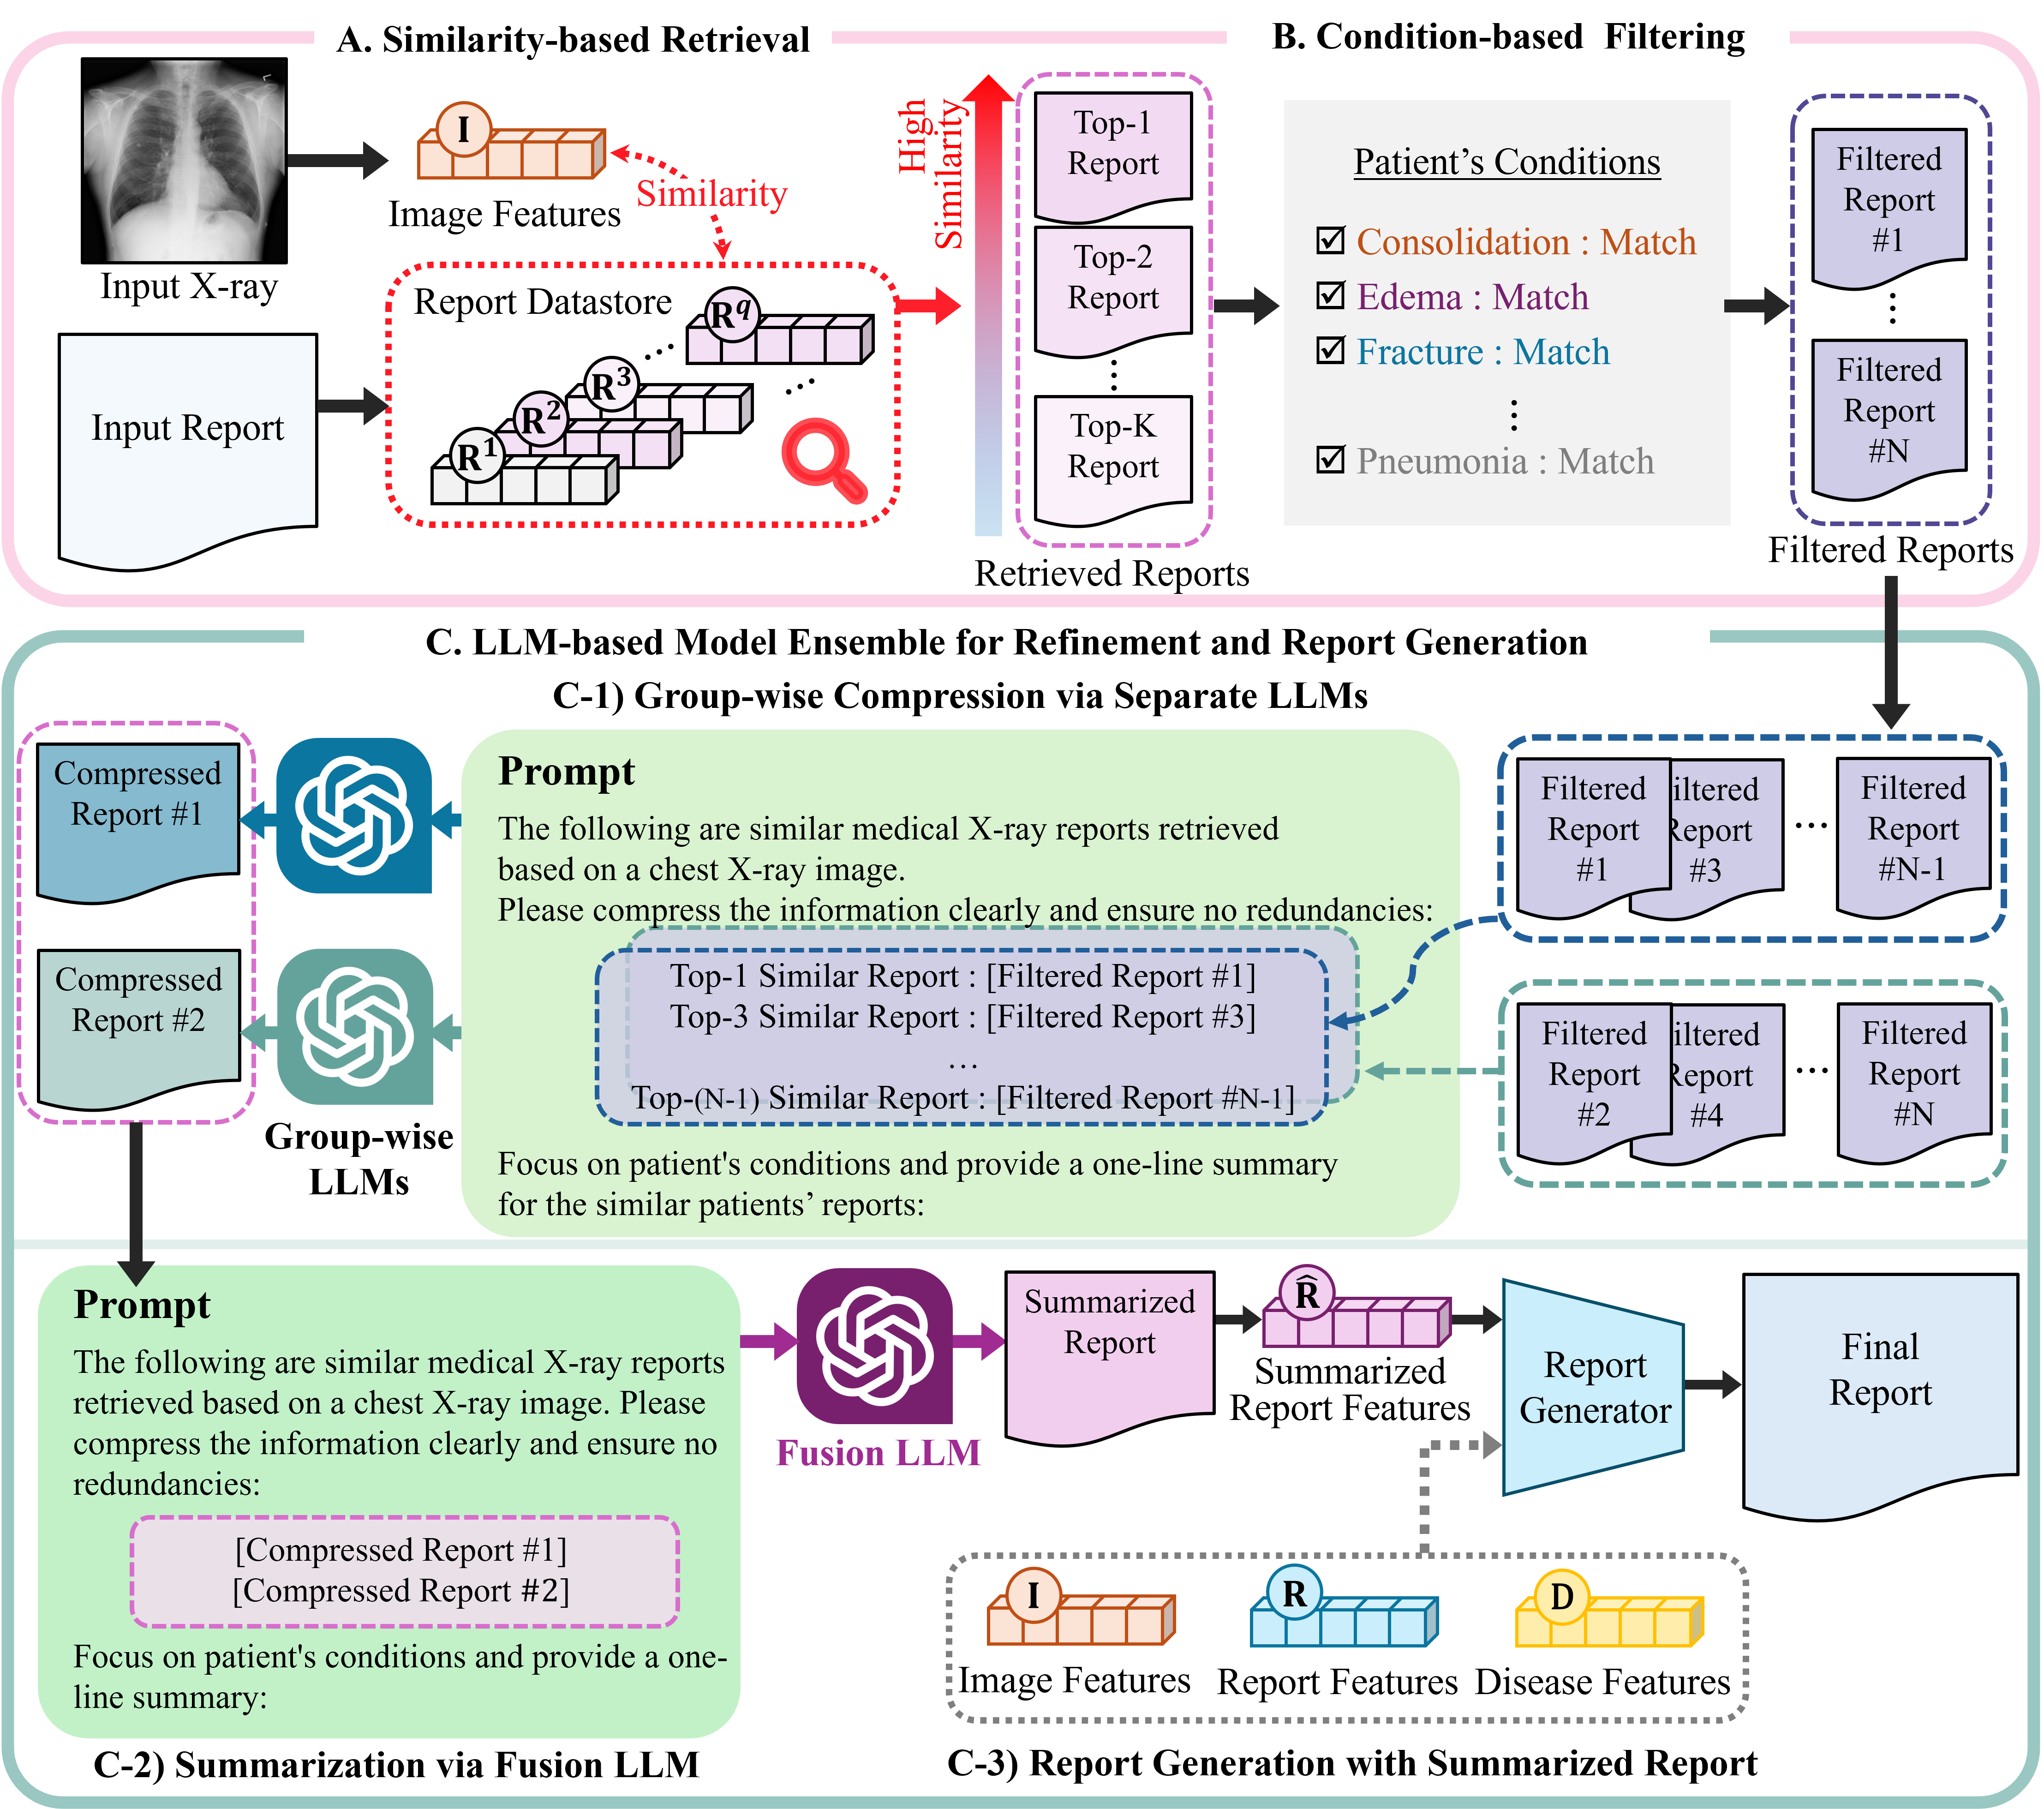 A. Similarity-based Retrieval
B. Condition-based Filtering
L
I
Image Features
Similarity
Input X-ray
Input Report
Report Datastore
R^q
R^3
R^2
R^1
...
...
High
Similarity
Top-1
Report
Top-2
Report
...
Top-K
Report
Retrieved Reports
Patient’s Conditions
Consolidation : Match
Edema : Match
Fracture : Match
...
Pneumonia : Match
Filtered
Report
#1
...
Filtered
Report
#N
Filtered Reports
C. LLM-based Model Ensemble for Refinement and Report Generation
C-1) Group-wise Compression via Separate LLMs
Compressed
Report #1
Compressed
Report #2
Group-wise
LLMs
Prompt
The following are similar medical X-ray reports retrieved
based on a chest X-ray image.
Please compress the information clearly and ensure no redundancies:
Top-1 Similar Report : [Filtered Report #1]
Top-3 Similar Report : [Filtered Report #3]
...
Top-(N-1) Similar Report : [Filtered Report #N-1]
Focus on patient's conditions and provide a one-line summary
for the similar patients’ reports:
Filtered
Report
#1
iltered
Report
#3
...
Filtered
Report
#N-1
Filtered
Report
#2
iltered
Report
#4
...
Filtered
Report
#N
Prompt
The following are similar medical X-ray reports
retrieved based on a chest X-ray image. Please
compress the information clearly and ensure no
redundancies:
[Compressed Report #1]
[Compressed Report #2]
Focus on patient's conditions and provide a one-
line summary:
C-2) Summarization via Fusion LLM
Fusion LLM
Summarized
Report
R̂
Summarized
Report Features
Report
Generator
Final
Report
I
Image Features
R
Report Features
D
Disease Features
C-3) Report Generation with Summarized Report